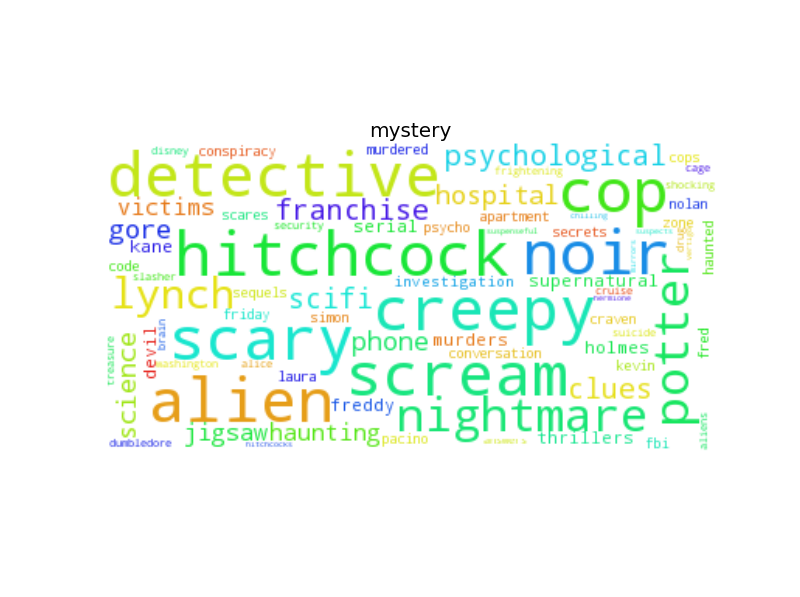 mystery
disney conspiracy murdered psychological cops
detective frightening cage
hospital cop shocking
victims franchise apartment chilling nolan
scares security serial psycho suspenseful secrets suspects zone
gore kane hitchcock noir drug vertigo haunted
code slasher investigation supernatural
lynch sequels scifi creepy cruise hermione
friday simon craven suicide potter
scary phone murders holmes fred
treasure science devil brain conversation
washington alice laura scream kevin
alien freddy clues
nightmare
jigsaw haunting pacino thrillers fbi aliens
dumbledore hitchcocks